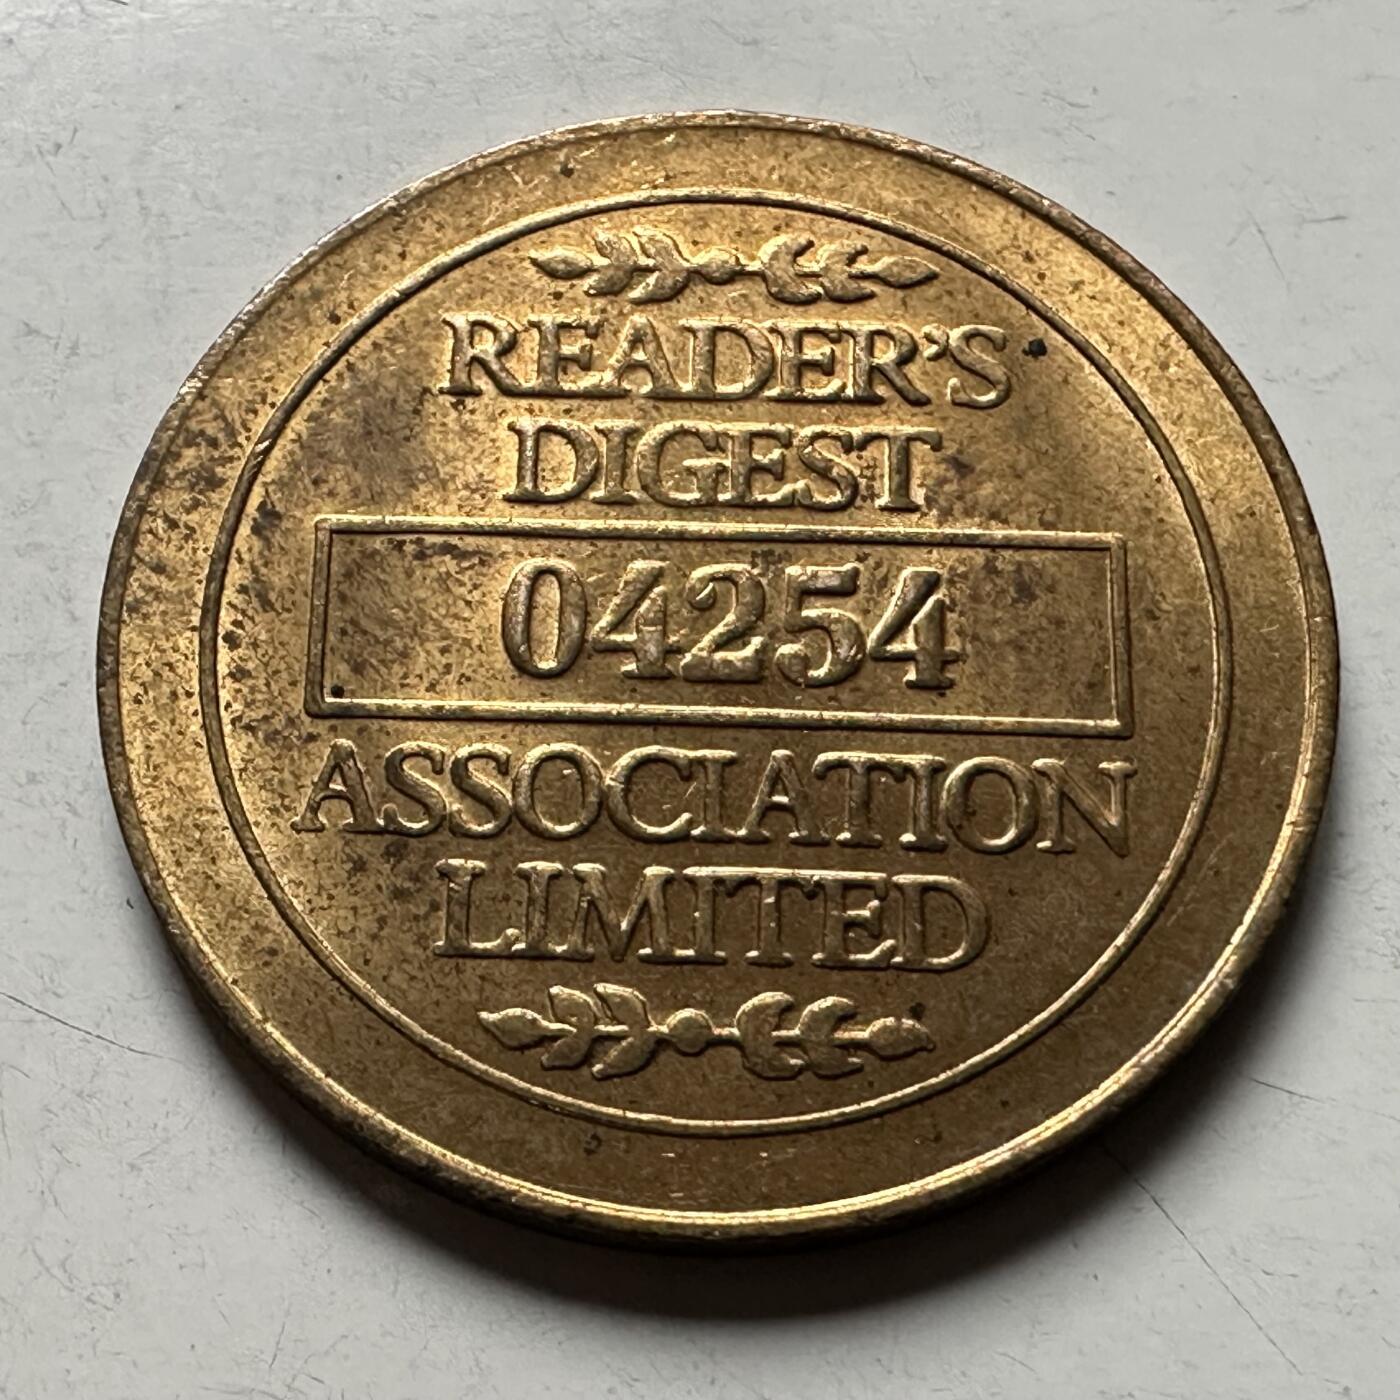 READER'S
DIGEST
04254
ASSOCIATION
LIMITED